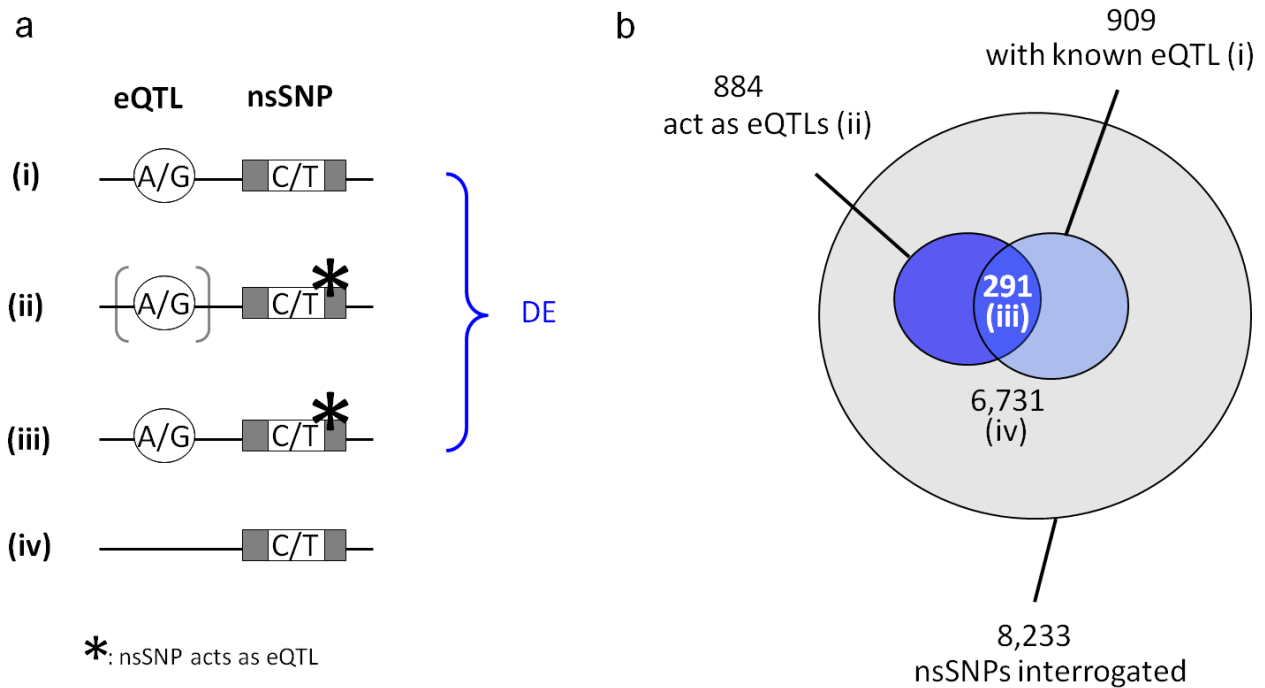 a
eQTL nsSNP
(i) A/G C/T
(ii) A/G C/T *
DE
(iii) A/G C/T *
(iv) C/T
*: nsSNP acts as eQTL
b
909
with known eQTL (i)
884
act as eQTLs (ii)
291
(iii)
6,731
(iv)
8,233
nsSNPs interrogated